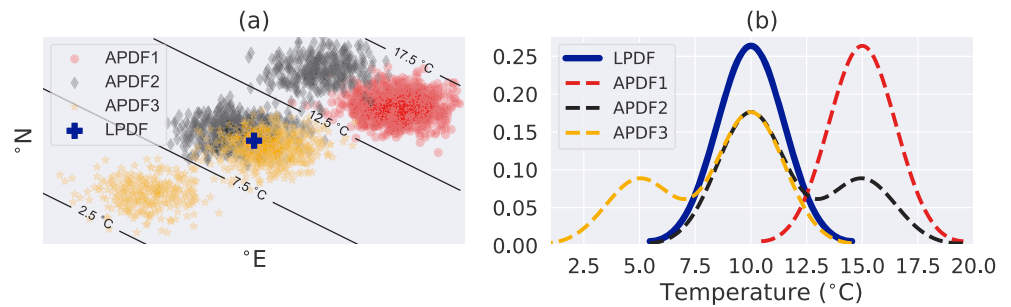 (a)
APDF1
APDF2
APDF3
LPDF
17.5 °C
12.5 °C
7.5 °C
2.5 °C
°N
°E
(b)
0.25
0.20
0.15
0.10
0.05
0.00
LPDF
APDF1
APDF2
APDF3
2.5 5.0 7.5 10.0 12.5 15.0 17.5 20.0
Temperature (°C)